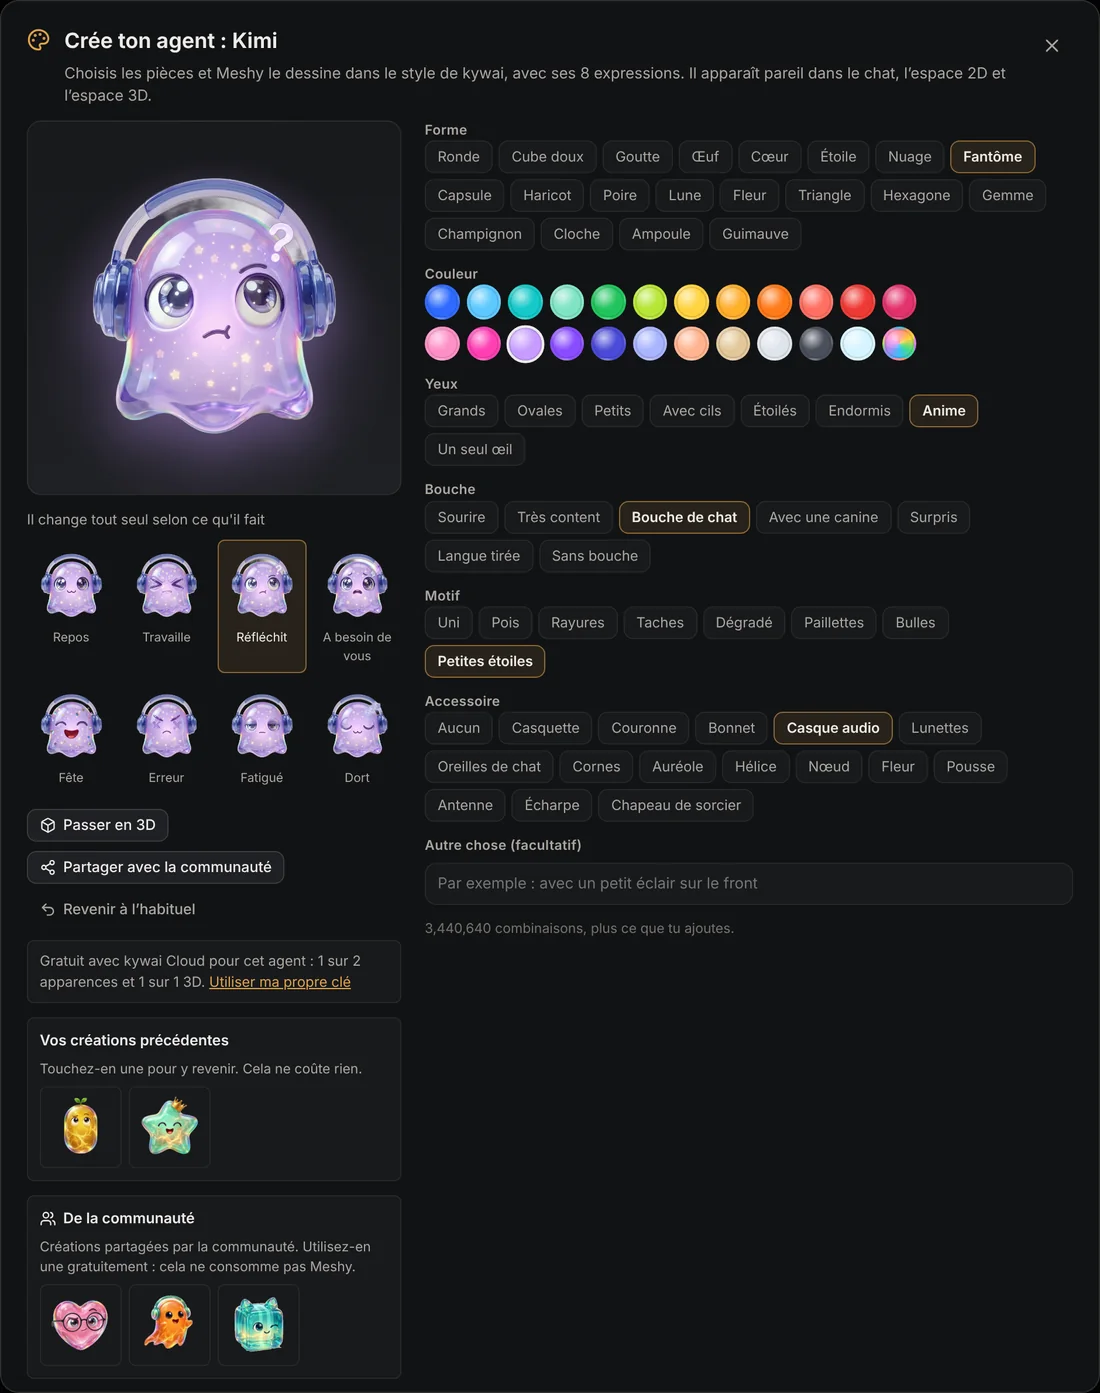 Crée ton agent : Kimi
Choisis les pièces et Meshy le dessine dans le style de kywai, avec ses 8 expressions. Il apparaît pareil dans le chat, l’espace 2D et
l’espace 3D.
?
Il change tout seul selon ce qu'il fait
Repos
Travaille
Réfléchit
A besoin de
vous
Fête
Erreur
Fatigué
Dort
Passer en 3D
Partager avec la communauté
Revenir à l’habituel
Gratuit avec kywai Cloud pour cet agent : 1 sur 2
apparences et 1 sur 1 3D. Utiliser ma propre clé
Vos créations précédentes
Touchez-en une pour y revenir. Cela ne coûte rien.
De la communauté
Créations partagées par la communauté. Utilisez-en
une gratuitement : cela ne consomme pas Meshy.
Forme
Ronde Cube doux Goutte Œuf Cœur Étoile Nuage Fantôme
Capsule Haricot Poire Lune Fleur Triangle Hexagone Gemme
Champignon Cloche Ampoule Guimauve
Couleur
Yeux
Grands Ovales Petits Avec cils Étoilés Endormis Anime
Un seul œil
Bouche
Sourire Très content Bouche de chat Avec une canine Surpris
Langue tirée Sans bouche
Motif
Uni Pois Rayures Taches Dégradé Paillettes Bulles
Petites étoiles
Accessoire
Aucun Casquette Couronne Bonnet Casque audio Lunettes
Oreilles de chat Cornes Auréole Hélice Nœud Fleur Pousse
Antenne Écharpe Chapeau de sorcier
Autre chose (facultatif)
Par exemple : avec un petit éclair sur le front
3,440,640 combinaisons, plus ce que tu ajoutes.